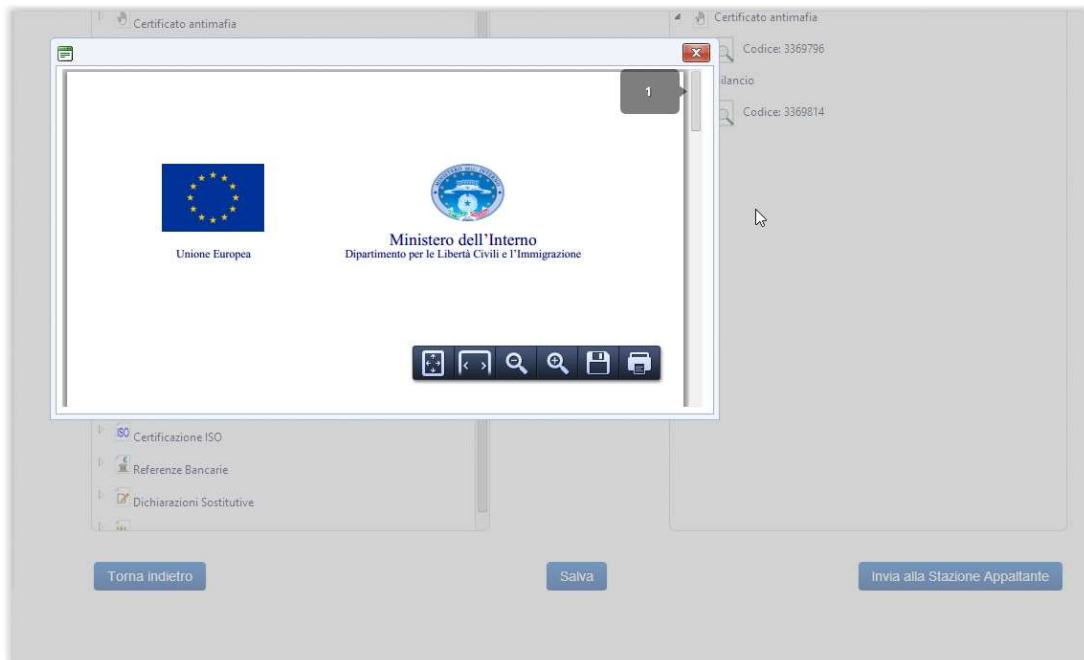 Certificato antimafia
Certificato antimafia
Codice: 3369796
ilancio
Codice: 3369814
1
Unione Europea
Ministero dell'Interno
Dipartimento per le Libertà Civili e l'Immigrazione
ISO
Certificazione ISO
Referenze Bancarie
Dichiarazioni Sostitutive
Torna indietro
Salva
Invia alla Stazione Appaltante